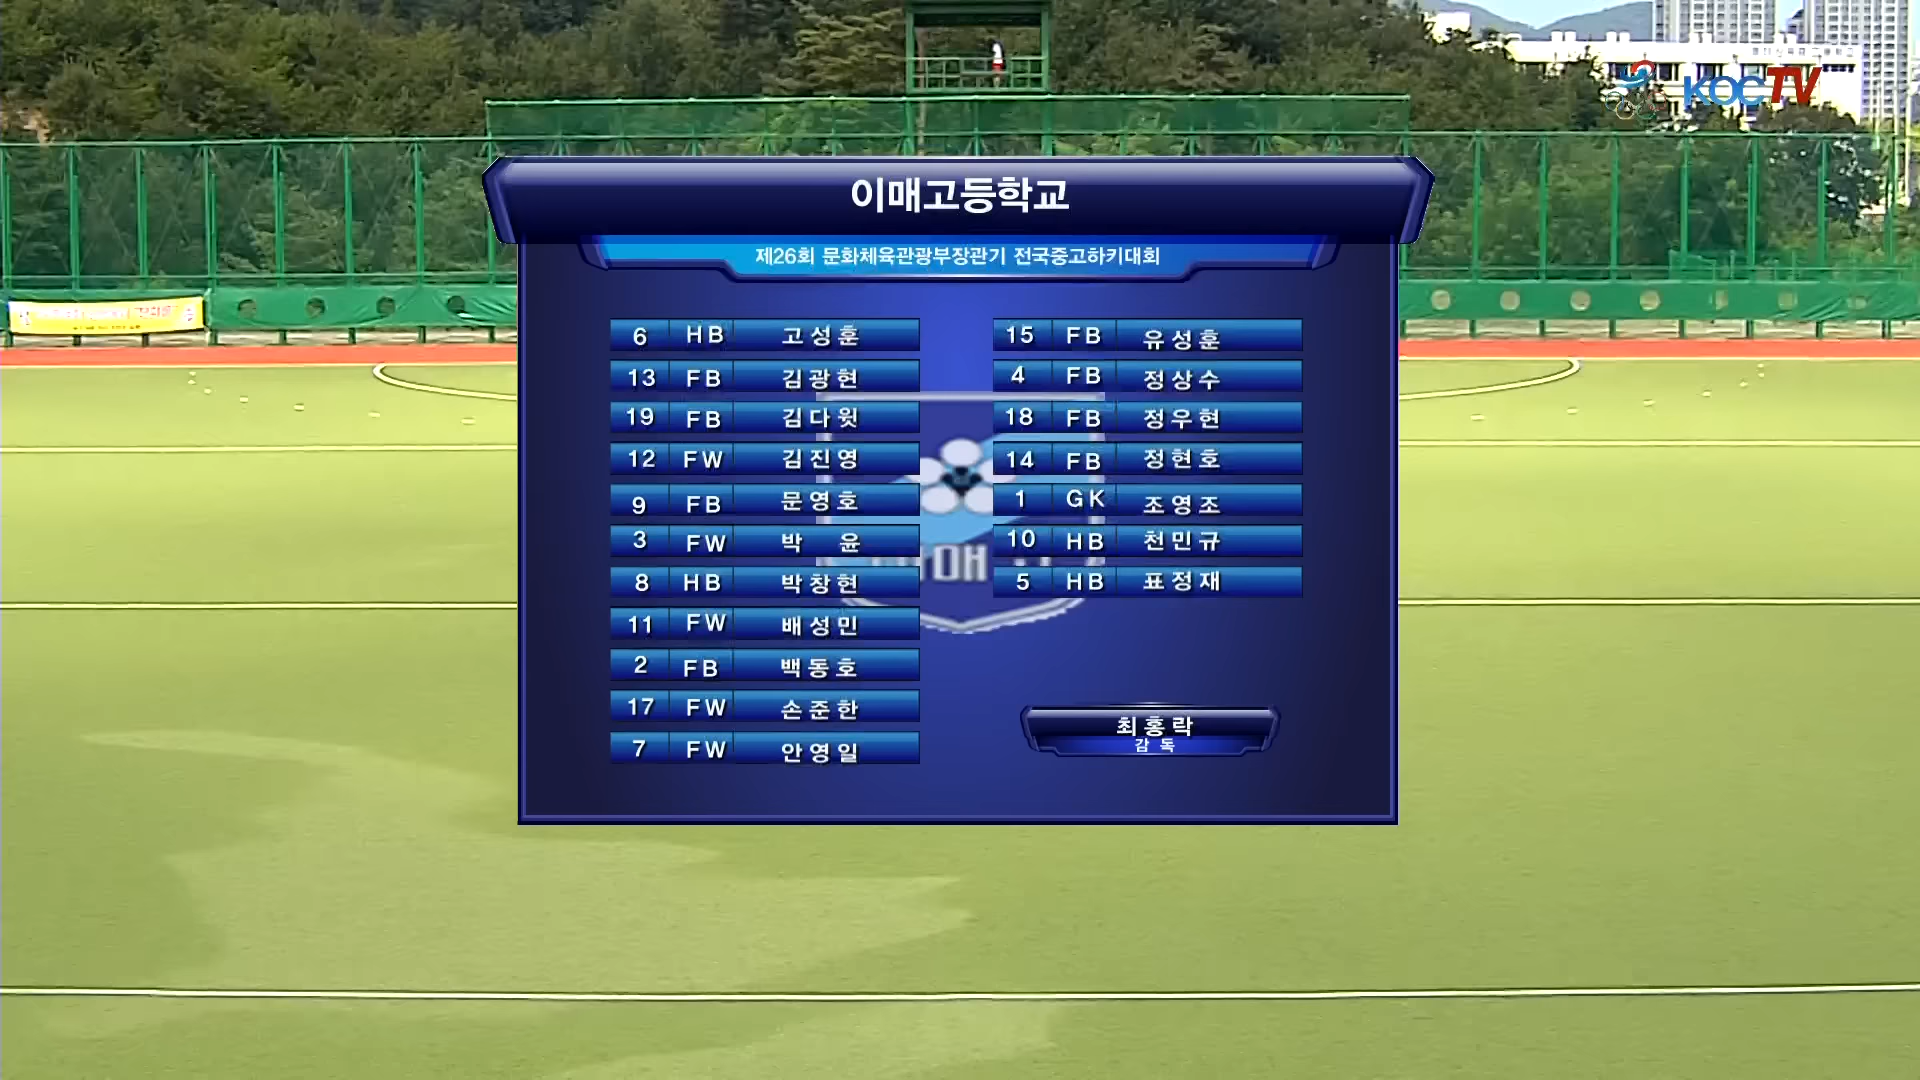 KOCTV
이매고등학교
제26회 문화체육관광부장관기 전국중고하키대회
6 HB 고성훈
13 FB 김광현
19 FB 김다윗
12 FW 김진영
9 FB 문영호
3 FW 박 윤
8 HB 박창현
11 FW 배성민
2 FB 백동호
17 FW 손준한
7 FW 안영일
15 FB 유성훈
4 FB 정상수
18 FB 정우현
14 FB 정현호
1 GK 조영조
10 HB 천민규
5 HB 표정재
최홍락
감 독